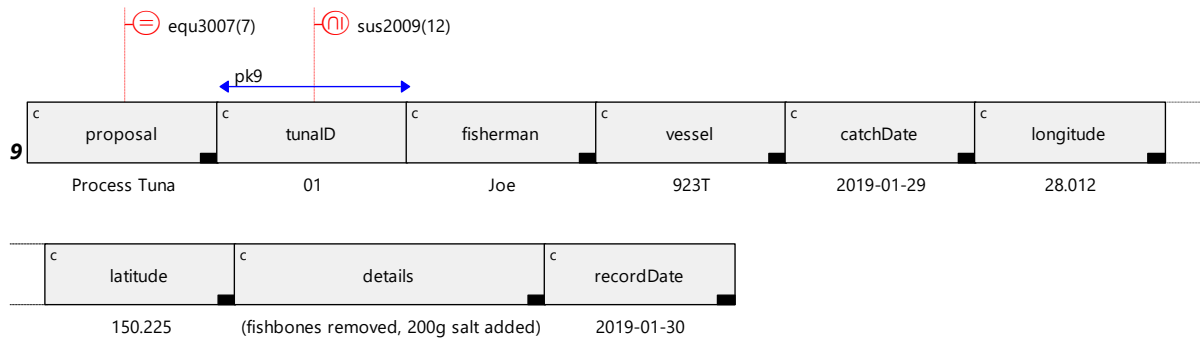 equ3007(7) sus2009(12)
pk9
c proposal c tunaID c fisherman c vessel c catchDate c longitude
9
Process Tuna 01 Joe 923T 2019-01-29 28.012
c latitude c details c recordDate
150.225 (fishbones removed, 200g salt added) 2019-01-30